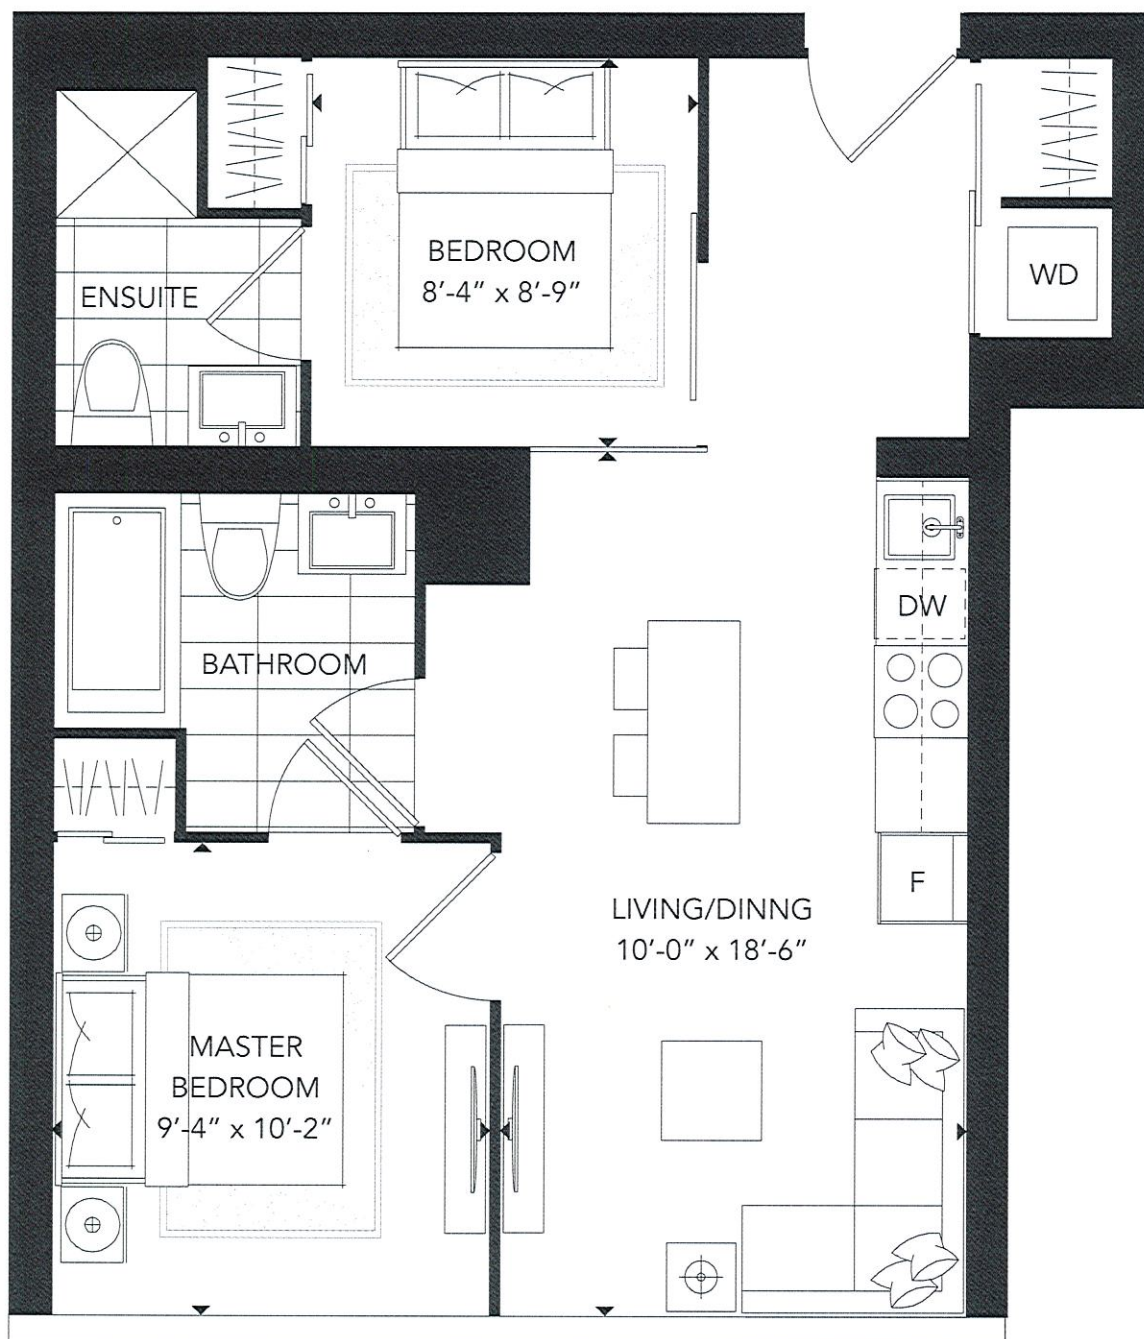 BEDROOM
8'-4" x 8'-9"
ENSUITE
WD
DW
BATHROOM
F
LIVING/DINNG
10'-0" x 18'-6"
MASTER
BEDROOM
9'-4" x 10'-2"